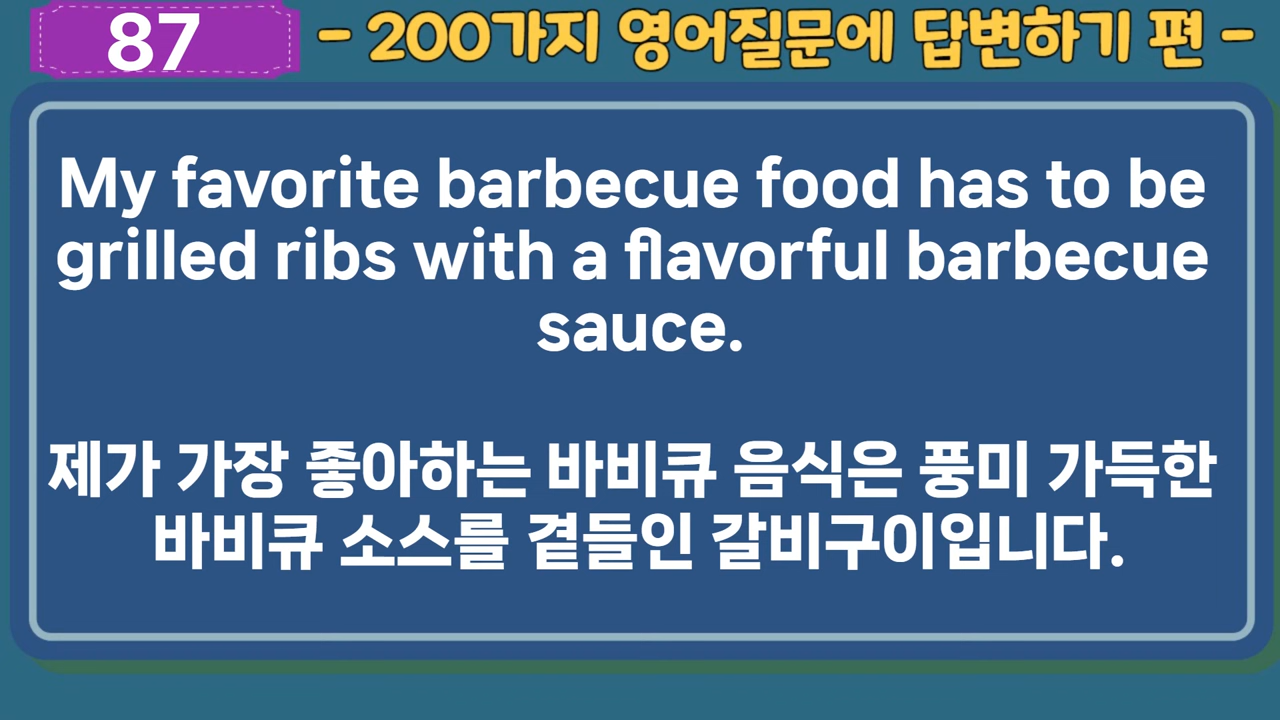 87
- 200가지 영어질문에 답변하기 편 -
My favorite barbecue food has to be
grilled ribs with a flavorful barbecue
sauce.
제가 가장 좋아하는 바비큐 음식은 풍미 가득한
바비큐 소스를 곁들인 갈비구이입니다.